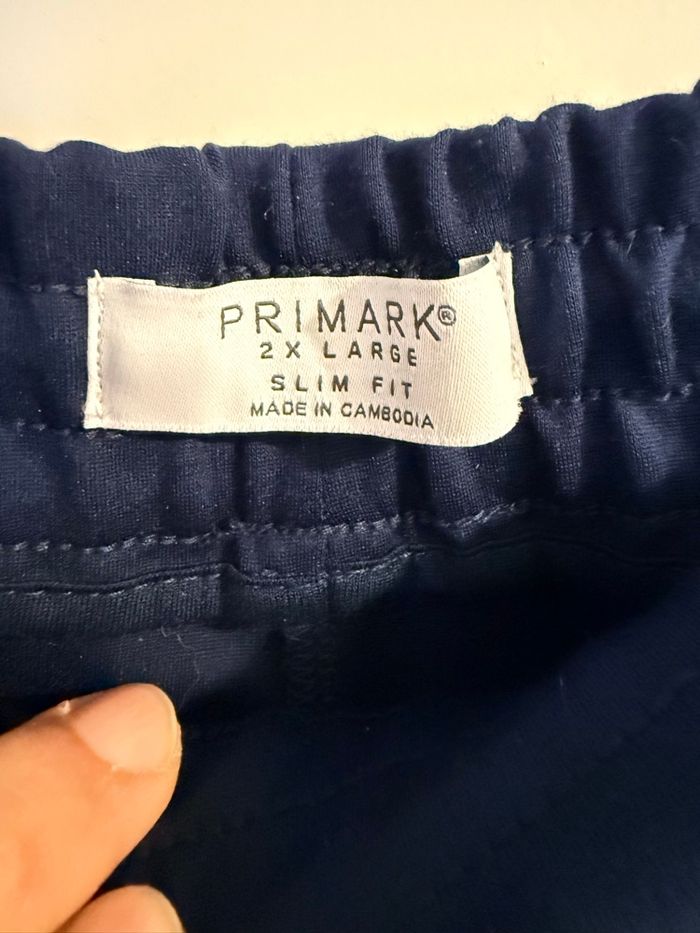 PRIMARK®
2X LARGE
SLIM FIT
MADE IN CAMBODIA